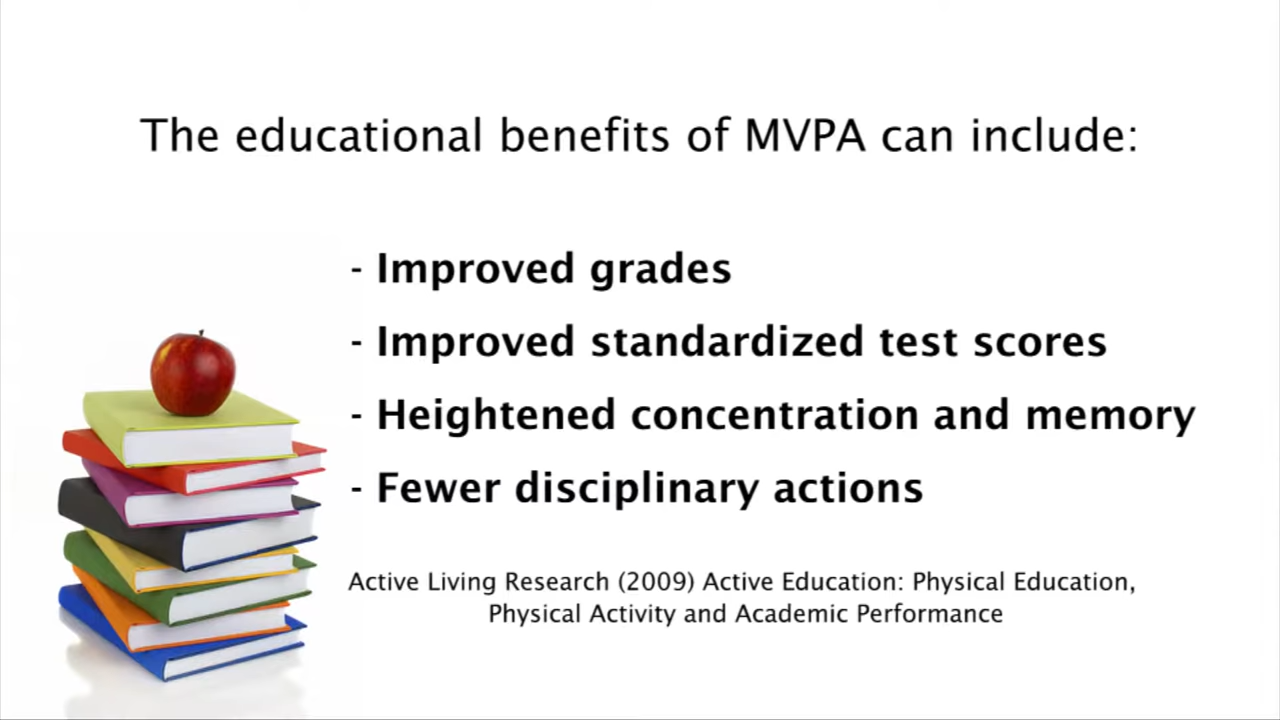 The educational benefits of MVPA can include:
- Improved grades
- Improved standardized test scores
- Heightened concentration and memory
- Fewer disciplinary actions
Active Living Research (2009) Active Education: Physical Education,
Physical Activity and Academic Performance